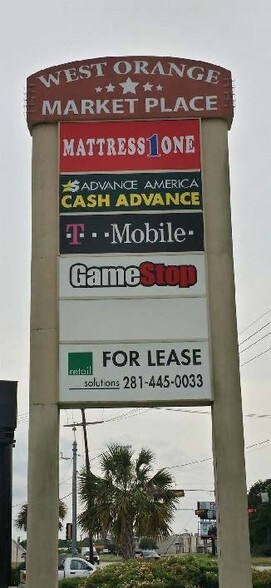 WEST ORANGE
MARKET PLACE
MATTRESS1ONE
ADVANCE AMERICA
CASH ADVANCE
T··Mobile·
GameStop
FOR LEASE
retail
solutions 281-445-0033